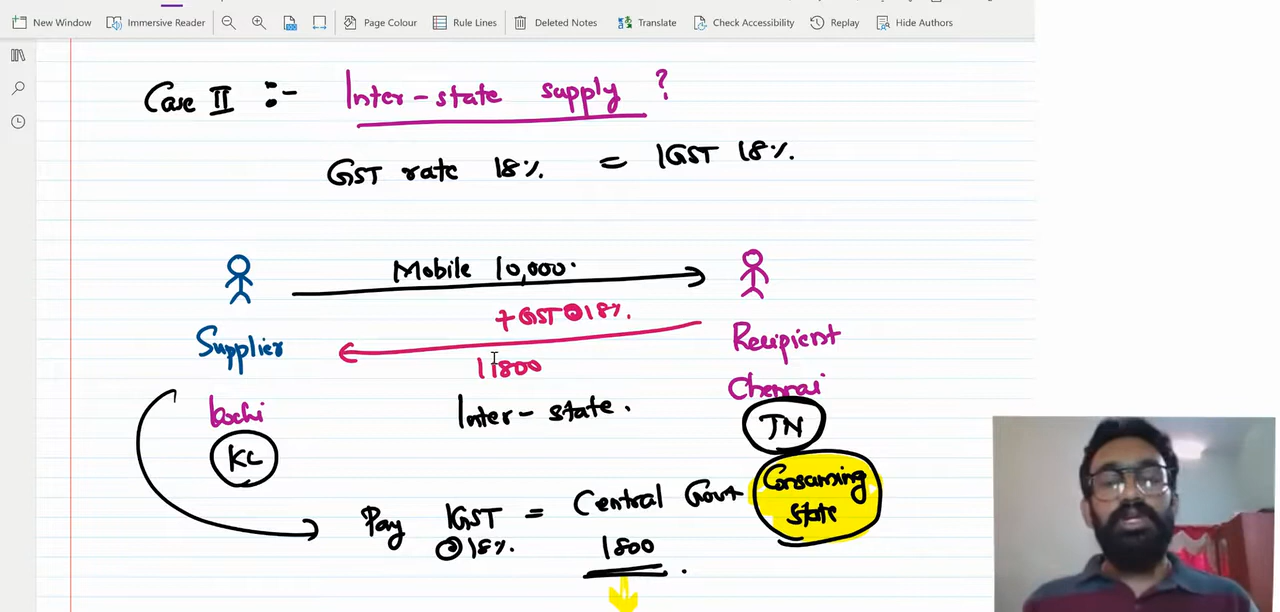 New Window Immersive Reader Page Colour Rule Lines Deleted Notes Translate Check Accessibility Replay Hide Authors
Case II :- Inter-state supply ?
GST rate 18% = IGST 18%
Mobile 10,000.
+ GST @ 18%.
11800
Supplier
Recipient
Kochi
Chennai
Inter-state.
KL
TN
Consuming
State
Pay IGST = Central Govt
@ 18%.
1800